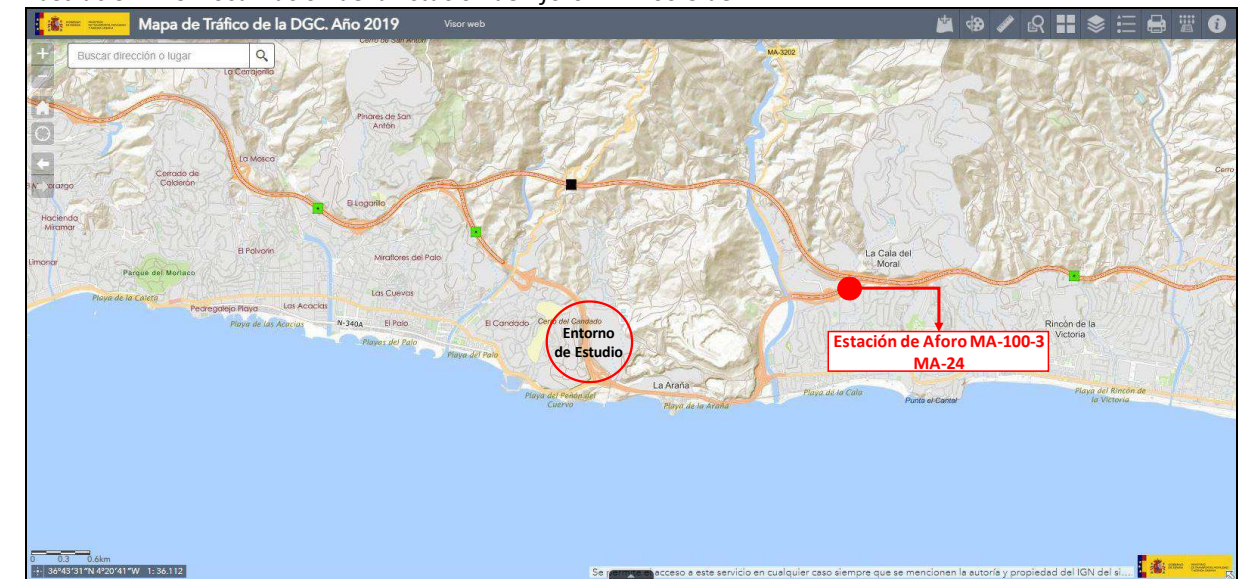 Mapa de Tráfico de la DGC. Año 2019
Visor web
Buscar dirección o lugar
MA-3202
Pinares de San
Antón
La Mosca
Cerrado de
Calderón
Hacienda
Miramar
El Lagarillo
El Polvorín
Miraflores del Palo
Limonar
Parque del Morlaco
La Cala del
Moral
Cerro
Playa de la Caleta
Pedregalejo Playa
Las Acacias
Las Cuevas
Playa de las Acacias
N-340A
El Palo
El Candado
Cerro del Candado
Entorno
de Estudio
Playas del Palo
Playa del Palo
Rincón de la
Victoria
Estación de Aforo MA-100-3
MA-24
La Araña
Playa del Peñón del
Cuervo
Playa de la Araña
Playa de la Cala
Punta el Cantal
Playa del Rincón de
la Victoria
0 0.3 0.6km
36°43'31"N 4°20'41"W 1: 36.112
acceso a este servicio en cualquier caso siempre que se mencionen la autoría y propiedad del IGN del si...